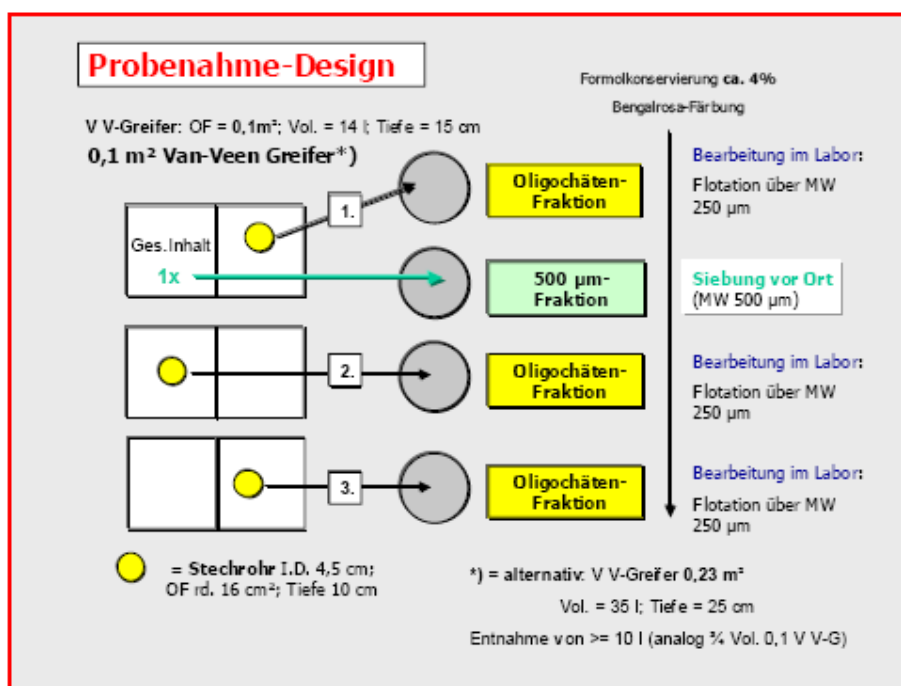 Probenahme-Design
Formolkonservierung ca. 4%
Bengalrosa-Färbung
V V-Greifer: OF = 0,1m²; Vol. = 14 l; Tiefe = 15 cm
0,1 m² Van-Veen Greifer*)
1.
Oligochäten-
Fraktion
Bearbeitung im Labor:
Flotation über MW
250 µm
Ges.Inhalt
1x
500 µm-
Fraktion
Siebung vor Ort
(MW 500 µm)
2.
Oligochäten-
Fraktion
Bearbeitung im Labor:
Flotation über MW
250 µm
3.
Oligochäten-
Fraktion
Bearbeitung im Labor:
Flotation über MW
250 µm
= Stechrohr I.D. 4,5 cm;
OF rd. 16 cm²; Tiefe 10 cm
*) = alternativ: V V-Greifer 0,23 m²
Vol. = 35 l; Tiefe = 25 cm
Entnahme von >= 10 l (analog ¾ Vol. 0,1 V V-G)